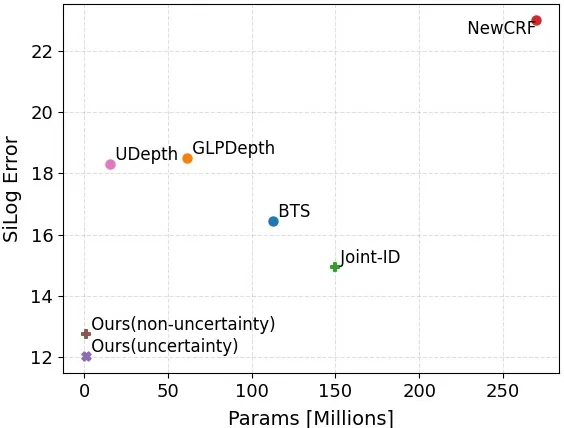 NewCRF
22
20
GLPDepth
UDepth
18
SiLog Error
16
BTS
Joint-ID
14
Ours(non-uncertainty)
Ours(uncertainty)
12
0 50 100 150 200 250
Params [Millions]